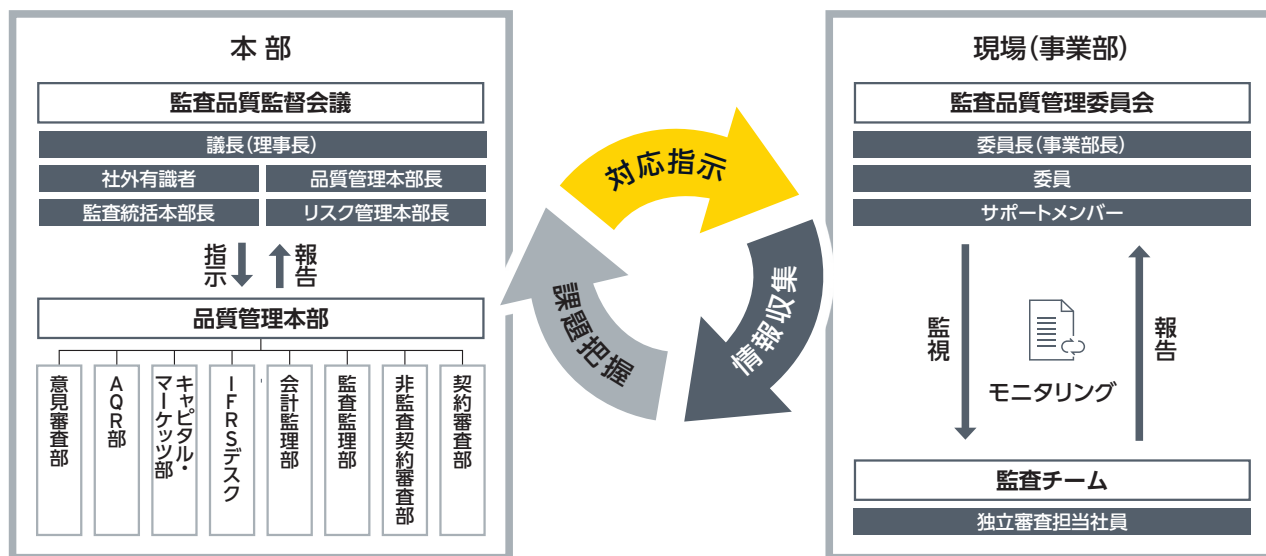 本部
監査品質監督会議
議長(理事長)
社外有識者
品質管理本部長
監査統括本部長
リスク管理本部長
指示
報告
品質管理本部
意見審査部
AQR部
キャピタル・
マーケッツ部
IFRSデスク
会計監理部
監査監理部
非監査契約審査部
契約審査部
対応指示
情報収集
課題把握
現場(事業部)
監査品質管理委員会
委員長(事業部長)
委員
サポートメンバー
監視
モニタリング
報告
監査チーム
独立審査担当社員